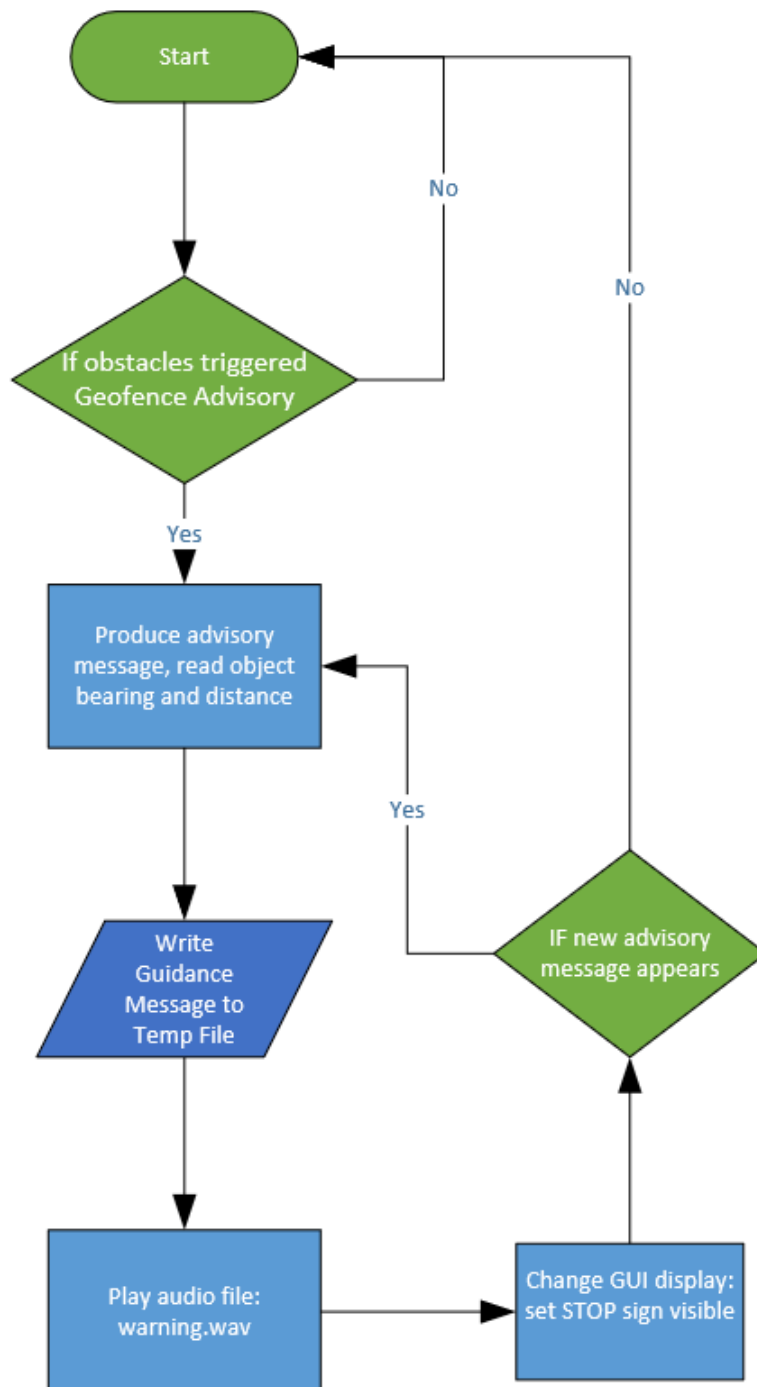 Start
No
No
If obstacles triggered
Geofence Advisory
Yes
Produce advisory
message, read object
bearing and distance
Yes
Write
Guidance
Message to
Temp File
IF new advisory
message appears
Play audio file:
warning.wav
Change GUI display:
set STOP sign visible